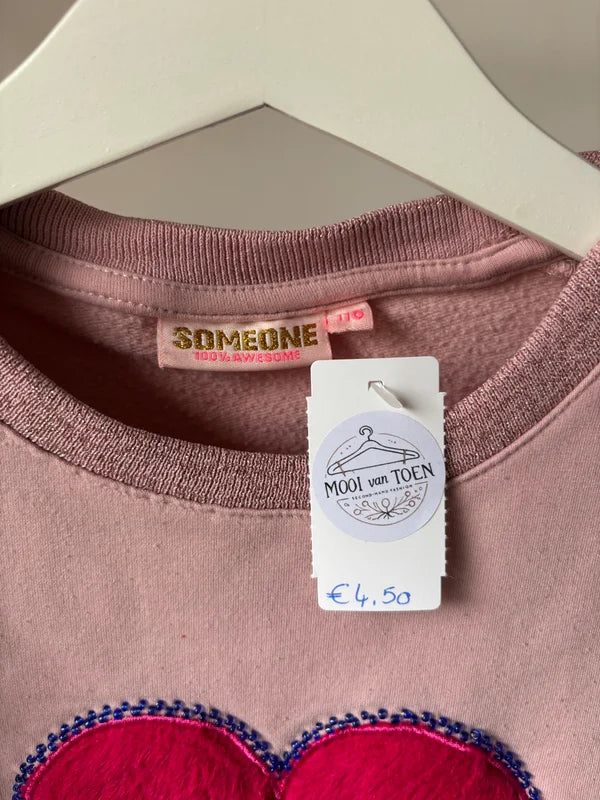 SOMEONE
100% AWESOME
110
MOOI van TOEN
SECOND-HAND FASHION
€4.50